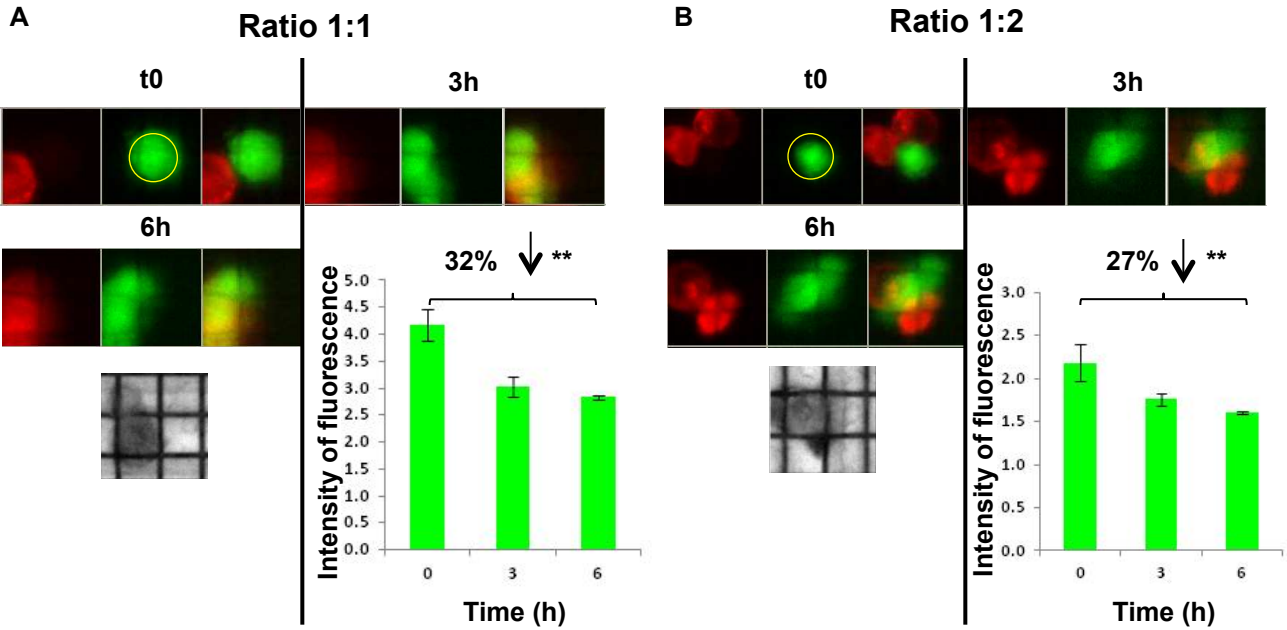 A
Ratio 1:1
t0
3h
6h
32% **
Intensity of fluorescence
5.0
4.5
4.0
3.5
3.0
2.5
2.0
1.5
1.0
0.5
0.0
0 3 6
Time (h)
B
Ratio 1:2
t0
3h
6h
27% **
Intensity of fluorescence
3.0
2.5
2.0
1.5
1.0
0.5
0.0
0 3 6
Time (h)